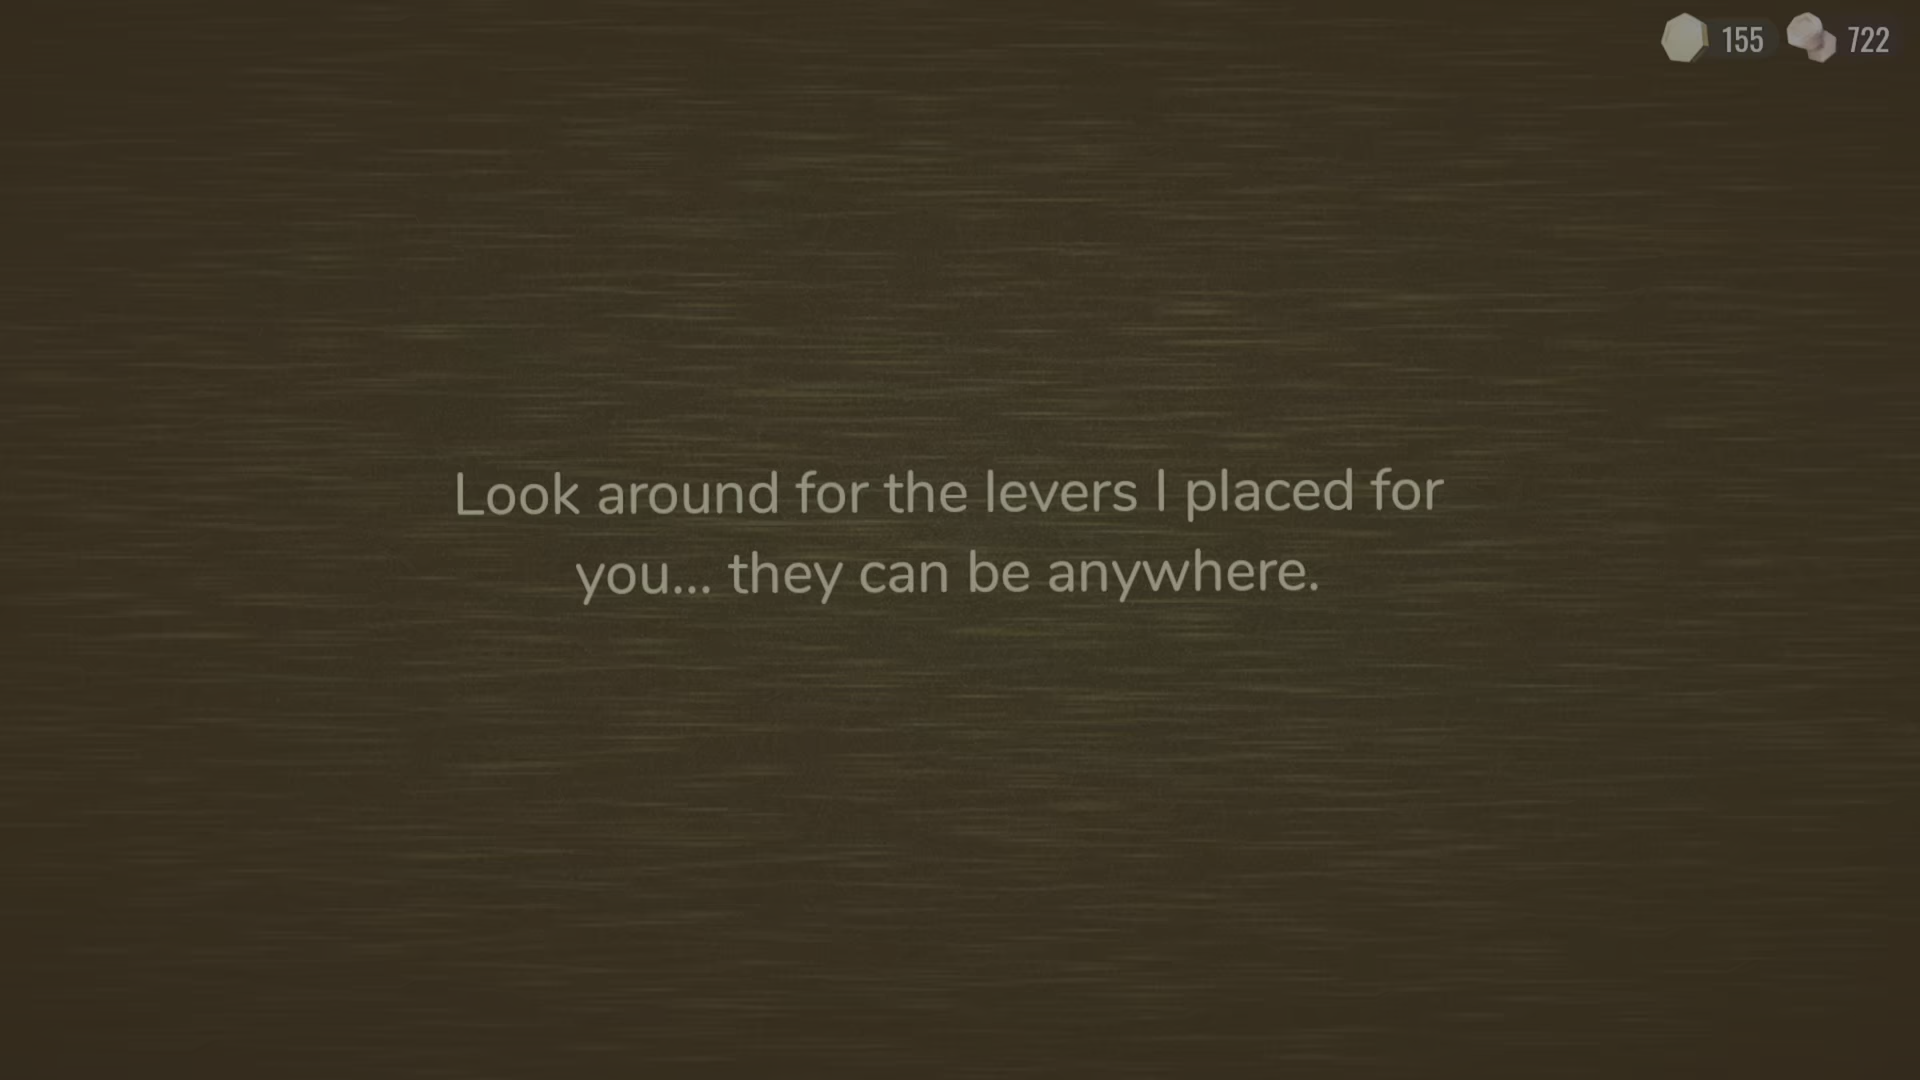 155 722
Look around for the levers I placed for
you... they can be anywhere.